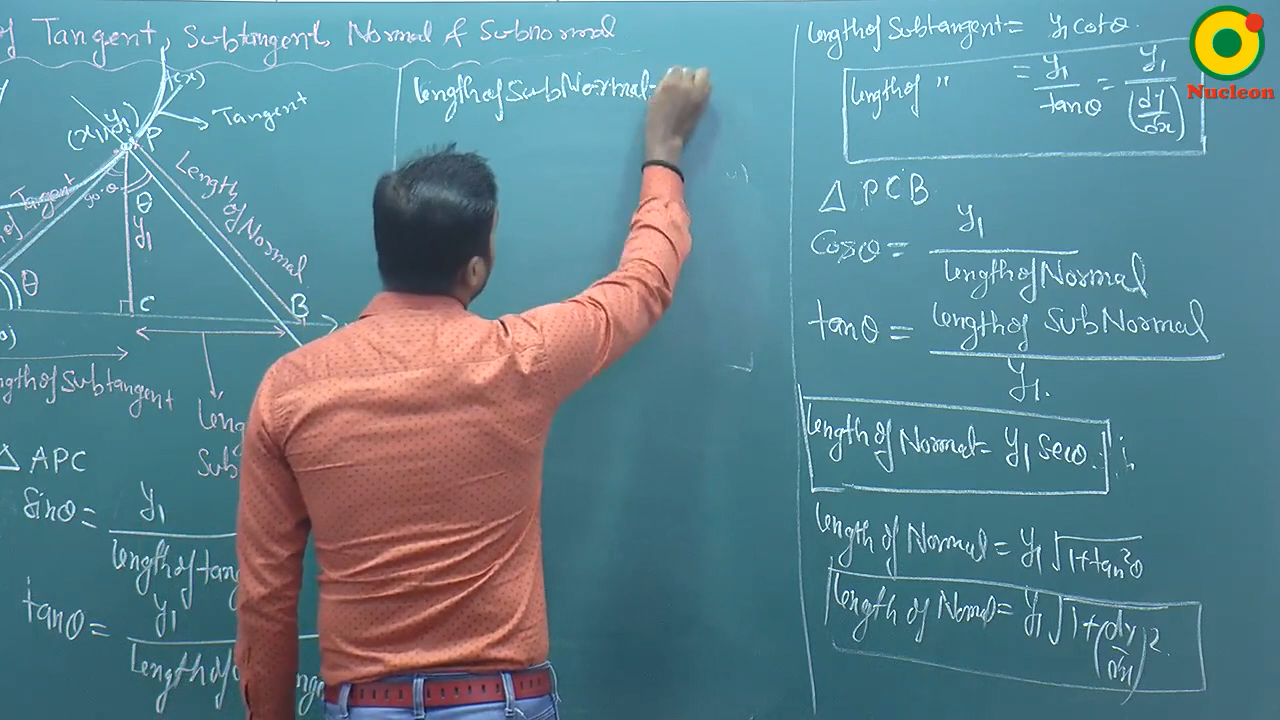 of Tangent, Subtangent, Normal & Subnormal
(x)
Tangent
(x1,y1)
P
Length of Normal
Tangent
90°-θ
θ
y1
θ
C
B
Length of Subtangent
△ APC
Sinθ = y1
length of tan
tanθ = y1
length of
length of SubNormal =
length of Subtangent = y1 cotθ.
length of " = y1/tanθ = y1/(dy/dx)
Nucleon
△ PCB
Cosθ = y1/length of Normal
tanθ = length of SubNormal/y1.
length of Normal = y1 secθ.
length of Normal = y1 √1+tan²θ
length of Normal = y1 √1+(dy/dx)².